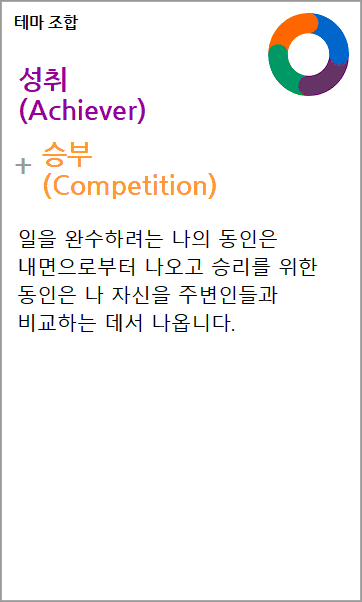 테마 조합
성취
(Achiever)
+ 승부
(Competition)
일을 완수하려는 나의 동인은
내면으로부터 나오고 승리를 위한
동인은 나 자신을 주변인들과
비교하는 데서 나옵니다.